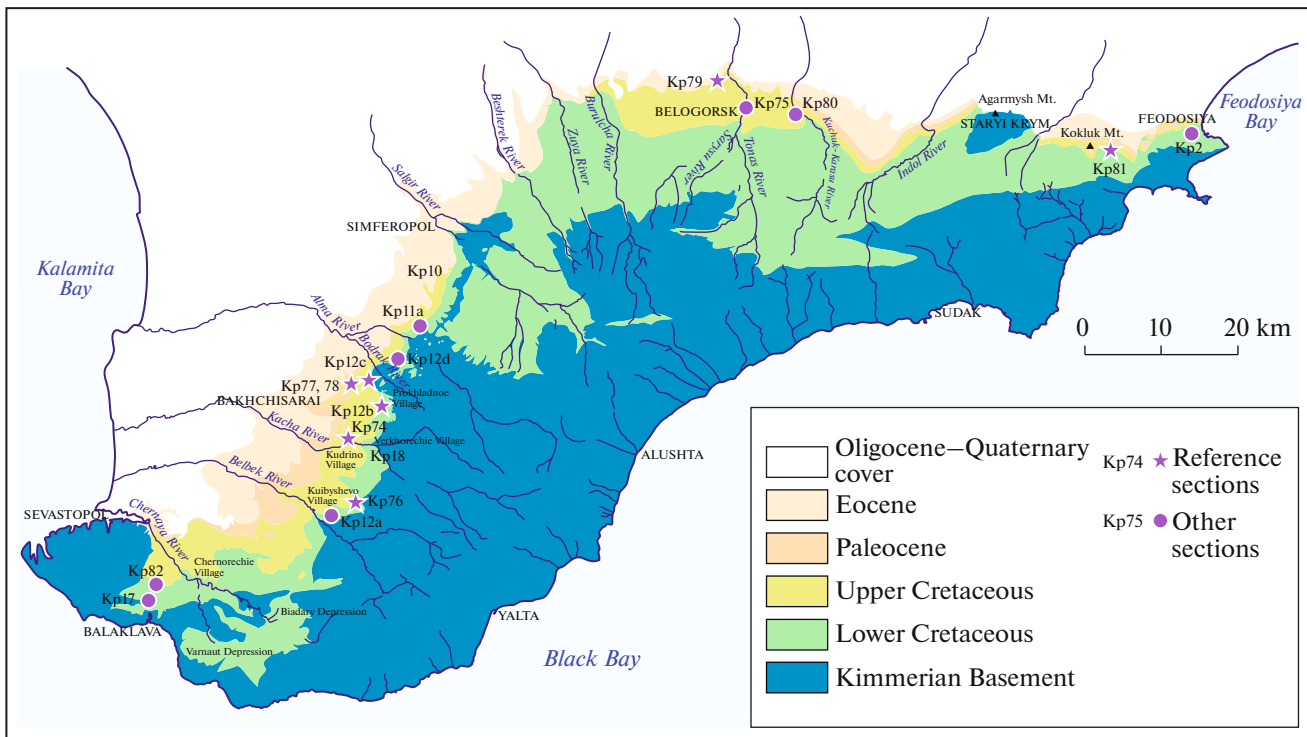 Kp79
Beshterek River
Zuya River
Burulcha River
BELOGORSK
Kp75
Kp80
Sarysu River
Tonas River
Kuchuk-Karasu River
Indol River
Agarmysh Mt.
STARYI KRYM
Kokluk Mt.
Kp81
FEODOSIYA
Kp2
Feodosiya
Bay
Salgir River
SIMFEROPOL
Kalamita
Bay
Kp10
Alma River
Kp11a
Bodrak River
Kp12d
Kp12c
Kp77, 78
BAKHCHISARAI
Prokhladnoe
Village
Kp12b
Kp74
Kacha River
Verkhorechie Village
Kudrino
Village
Kp18
Belbek River
Kuibyshevo
Village
Kp76
Kp12a
SEVASTOPOL
Chernaya River
Chernorechie
Village
Kp82
Kp17
BALAKLAVA
Biadary Depression
Varnaut Depression
YALTA
ALUSHTA
SUDAK
Black Bay
0 10 20 km
Oligocene–Quaternary
cover
Eocene
Paleocene
Upper Cretaceous
Lower Cretaceous
Kimmerian Basement
Kp74 Reference
sections
Kp75 Other
sections